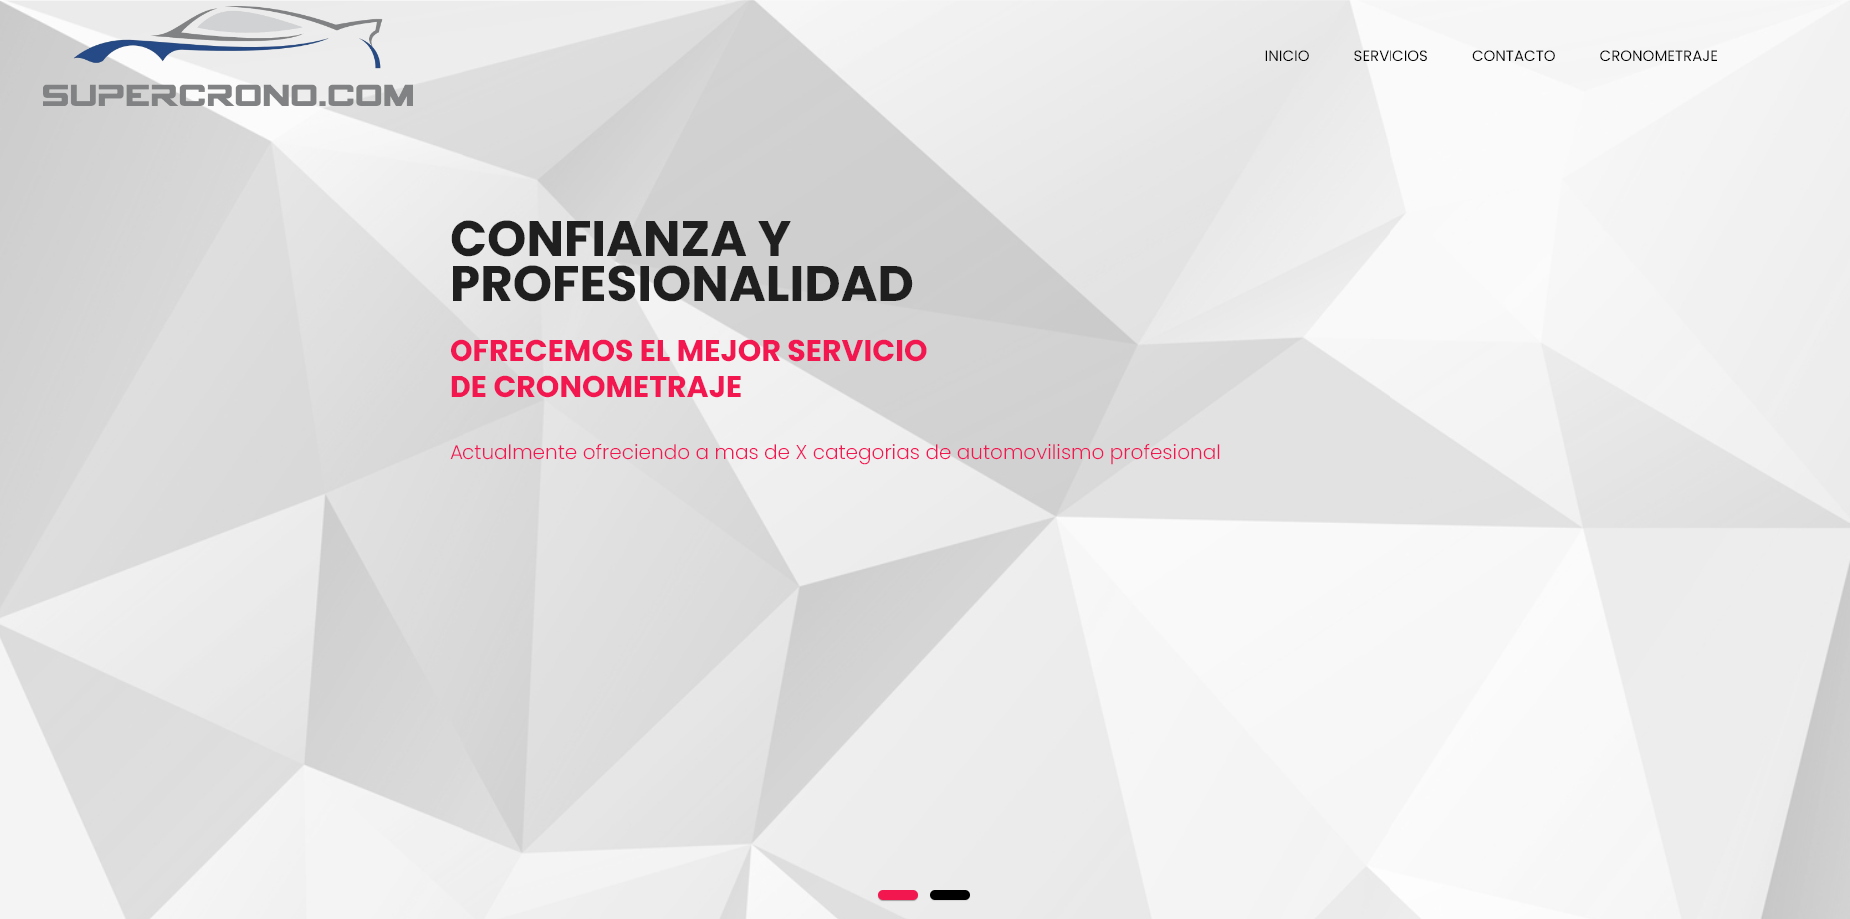 SUPERCRONO.COM
INICIO SERVICIOS CONTACTO CRONOMETRAJE
CONFIANZA Y
PROFESIONALIDAD
OFRECEMOS EL MEJOR SERVICIO
DE CRONOMETRAJE
Actualmente ofreciendo a mas de X categorias de automovilismo profesional